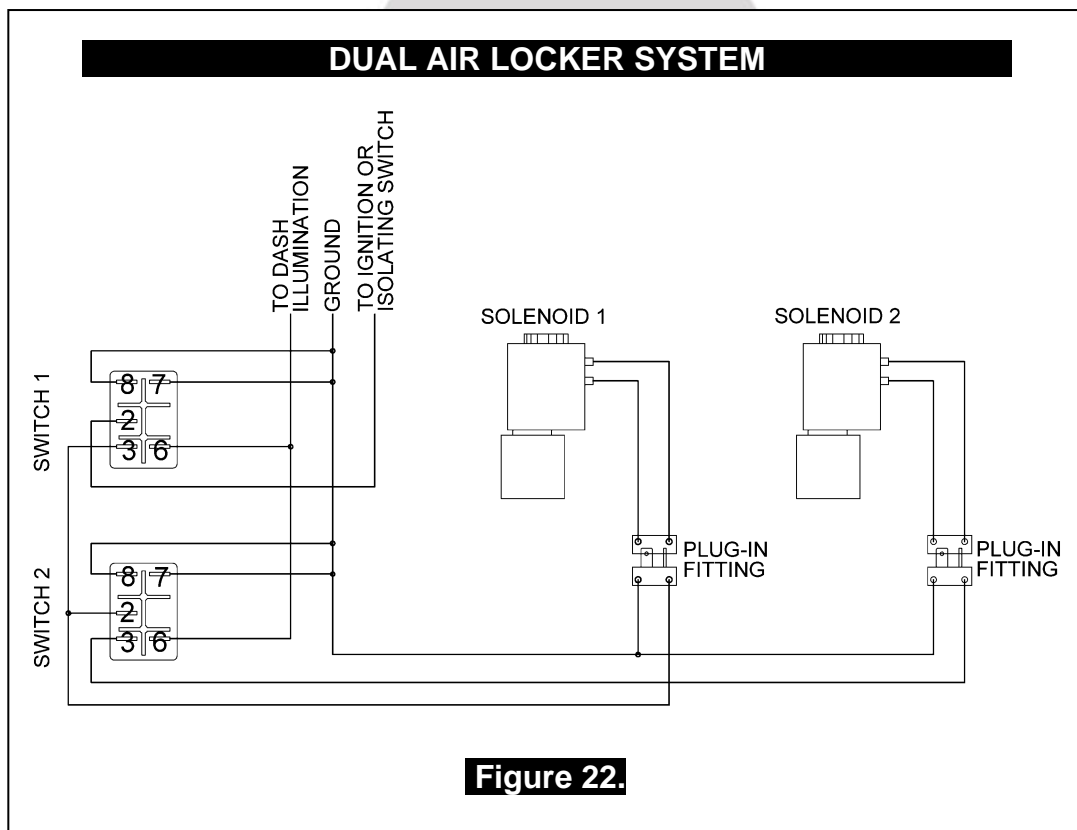 DUAL AIR LOCKER SYSTEM
TO DASH
ILLUMINATION
GROUND
TO IGNITION OR
ISOLATING SWITCH
SOLENOID 1
SOLENOID 2
SWITCH 1
8 7
2
3 6
SWITCH 2
8 7
2
3 6
PLUG-IN
FITTING
PLUG-IN
FITTING
Figure 22.